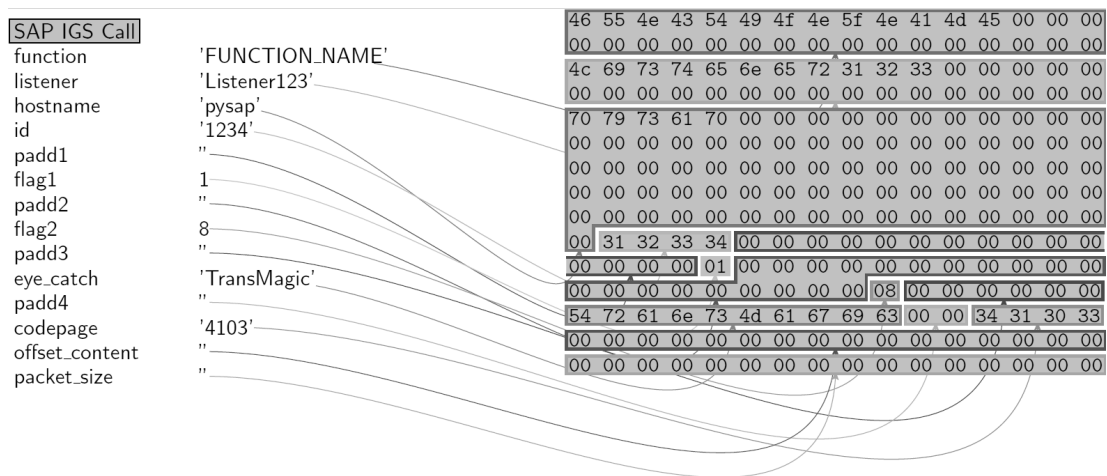 SAP IGS Call
function 'FUNCTION_NAME'
listener 'Listener123'
hostname 'pysap'
id '1234'
padd1 ''
flag1 1
padd2 ''
flag2 8
padd3 ''
eye_catch 'TransMagic'
padd4 ''
codepage '4103'
offset_content ''
packet_size ''
46 55 4e 43 54 49 4f 4e 5f 4e 41 4d 45 00 00 00
00 00 00 00 00 00 00 00 00 00 00 00 00 00 00 00
4c 69 73 74 65 6e 65 72 31 32 33 00 00 00 00 00
00 00 00 00 00 00 00 00 00 00 00 00 00 00 00 00
70 79 73 61 70 00 00 00 00 00 00 00 00 00 00 00
00 00 00 00 00 00 00 00 00 00 00 00 00 00 00 00
00 00 00 00 00 00 00 00 00 00 00 00 00 00 00 00
00 00 00 00 00 00 00 00 00 00 00 00 00 00 00 00
00 00 00 00 00 00 00 00 00 00 00 00 00 00 00 00
00 31 32 33 34 00 00 00 00 00 00 00 00 00 00 00
00 00 00 00 01 00 00 00 00 00 00 00 00 00 00 00
00 00 00 00 00 00 00 00 00 08 00 00 00 00 00 00
54 72 61 6e 73 4d 61 67 69 63 00 00 34 31 30 33
00 00 00 00 00 00 00 00 00 00 00 00 00 00 00 00
00 00 00 00 00 00 00 00 00 00 00 00 00 00 00 00